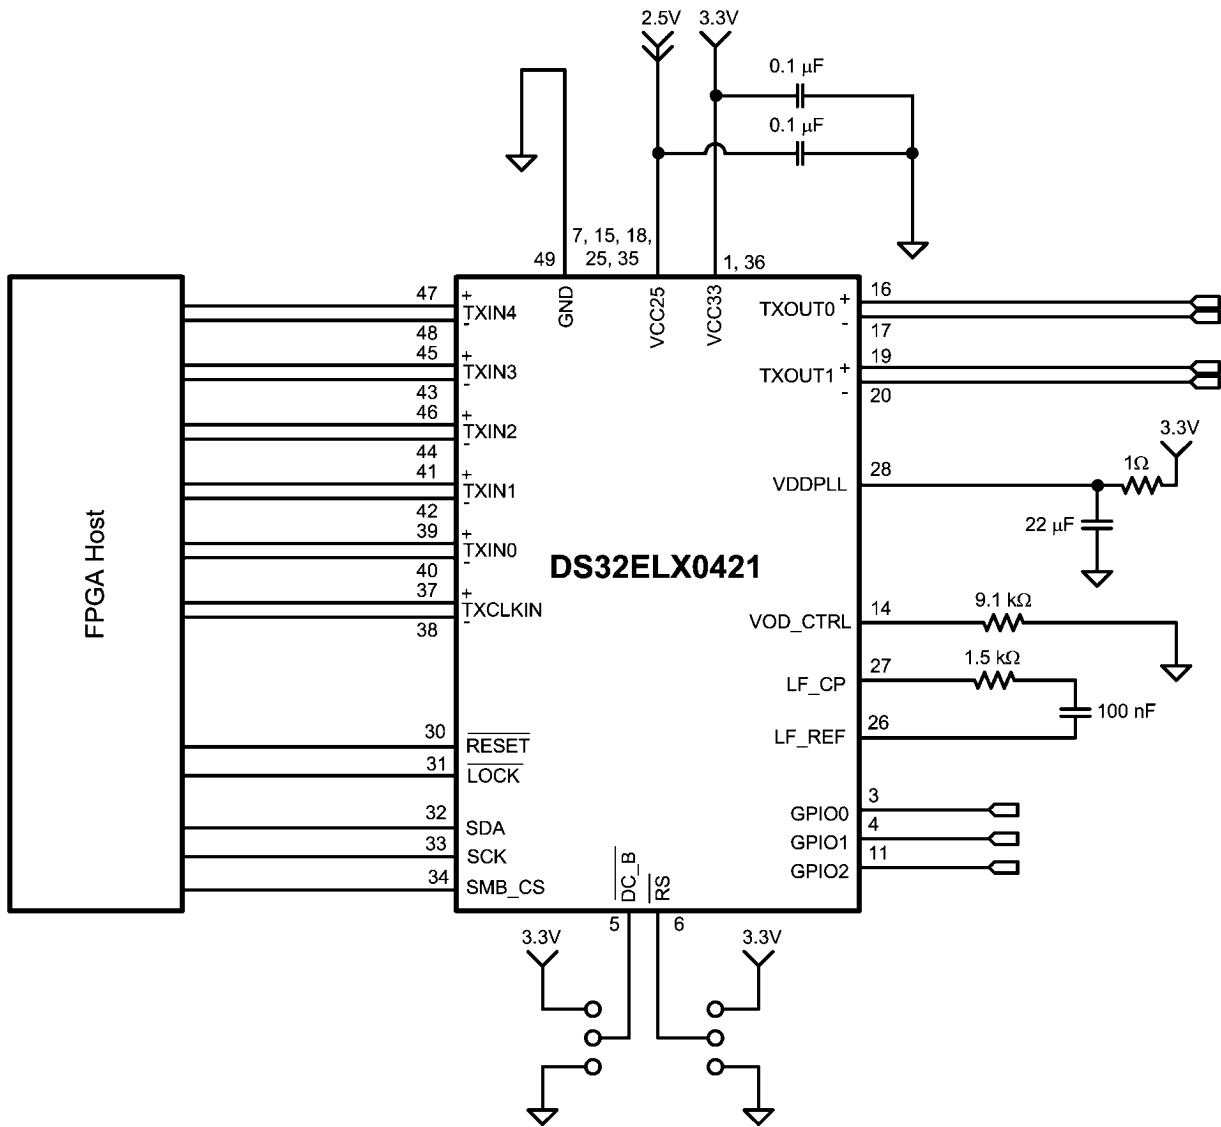 2.5V 3.3V
0.1 µF
0.1 µF
7, 15, 18,
49 25, 35 1, 36
GND VCC25 VCC33
FPGA Host
47 + TXIN4
48 -
45 + TXIN3
43 -
46 + TXIN2
44 -
41 + TXIN1
42 -
39 + TXIN0
40 -
37 + TXCLKIN
38 -
30 RESET
31 LOCK
32 SDA
33 SCK
34 SMB_CS
DS32ELX0421
TXOUT0 + 16
- 17
TXOUT1 + 19
- 20
3.3V
VDDPLL 28 1Ω
22 µF
VOD_CTRL 14 9.1 kΩ
LF_CP 27 1.5 kΩ
100 nF
LF_REF 26
GPIO0 3
GPIO1 4
GPIO2 11
DC_B RS
5 6
3.3V 3.3V